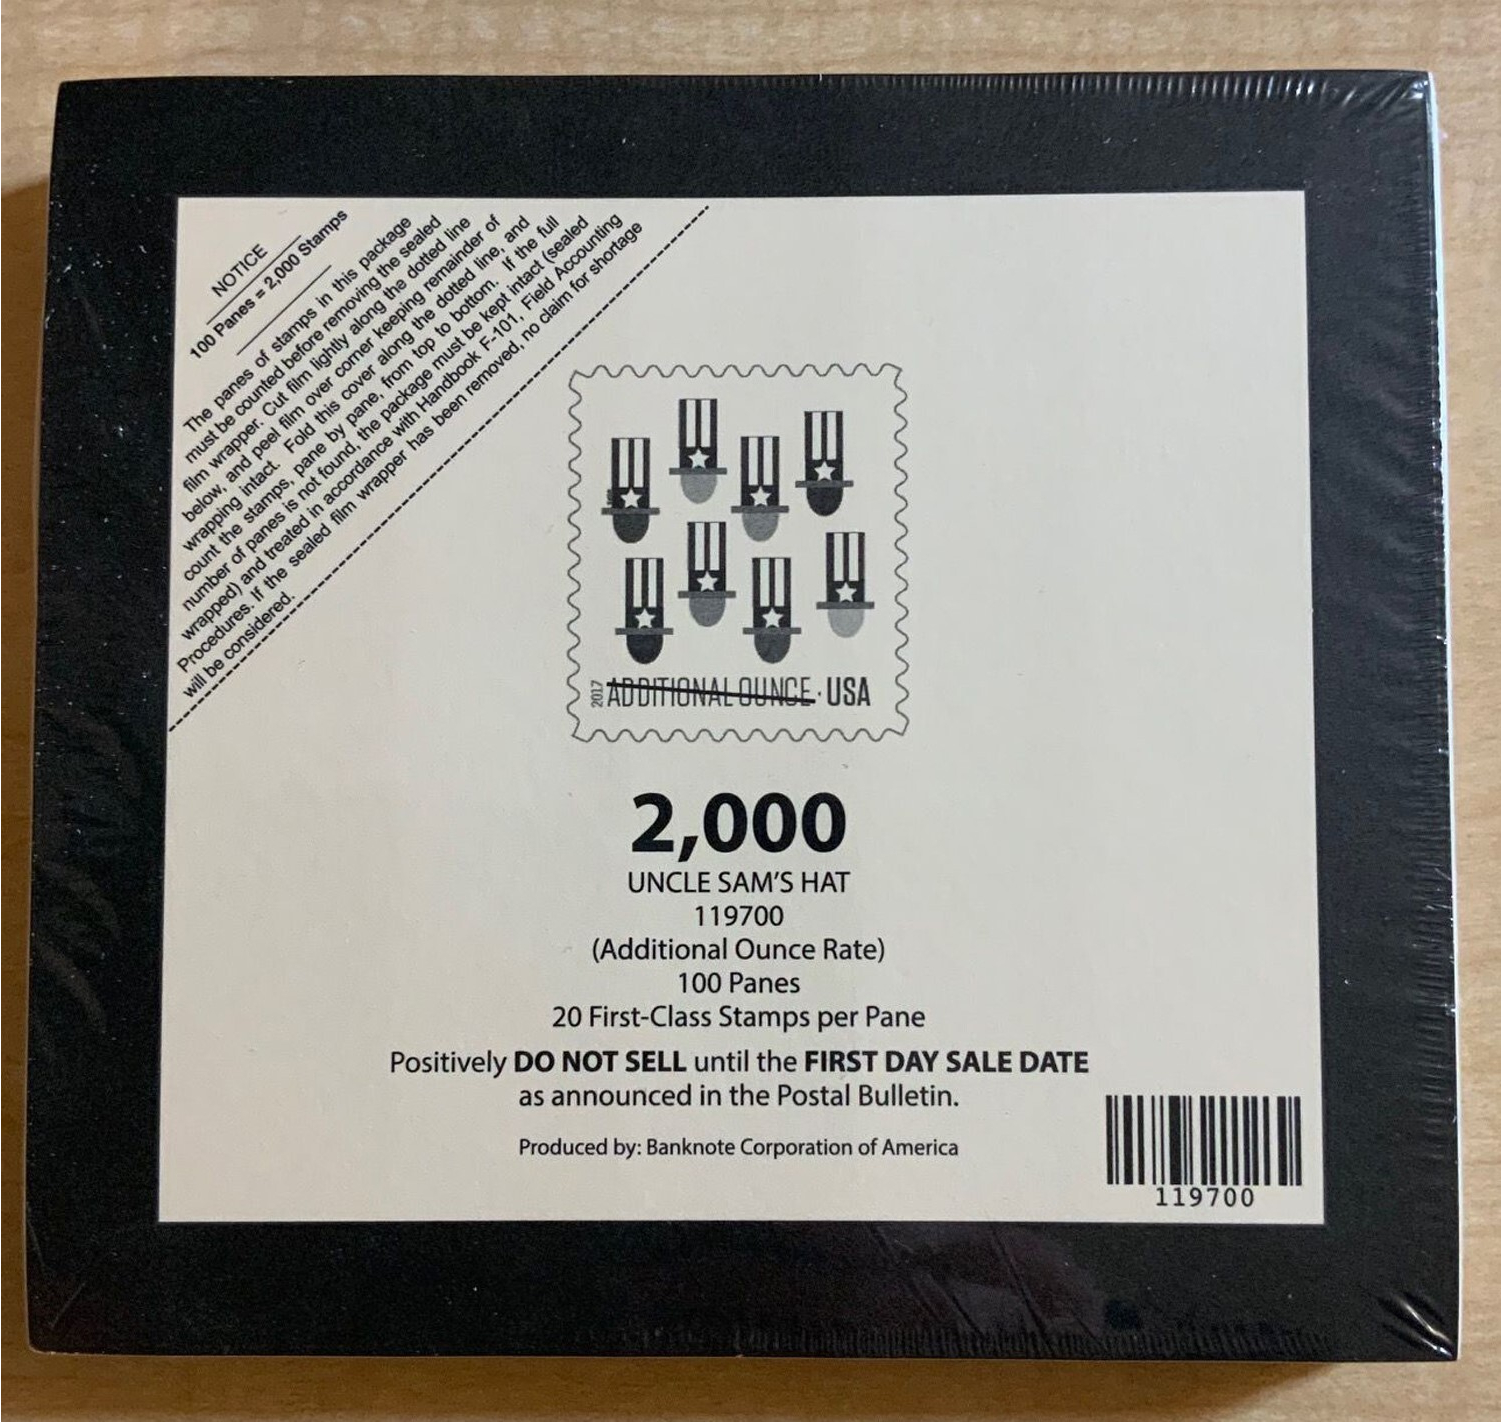 NOTICE
100 Panes = 2,000 Stamps
The panes of stamps in this package
must be counted before removing the sealed
film wrapper. Cut film lightly along the dotted line
below, and peel film over corner keeping remainder of
wrapping intact. Fold this cover along the dotted line, and
count the stamps, pane by pane, from top to bottom. If the full
number of panes is not found, the package must be kept intact (sealed
wrapped) and treated in accordance with Handbook F-101, Field Accounting
Procedures. If the sealed film wrapper has been removed, no claim for shortage
will be considered.
2017
ADDITIONAL OUNCE · USA
2,000
UNCLE SAM'S HAT
119700
(Additional Ounce Rate)
100 Panes
20 First-Class Stamps per Pane
Positively DO NOT SELL until the FIRST DAY SALE DATE
as announced in the Postal Bulletin.
Produced by: Banknote Corporation of America
119700